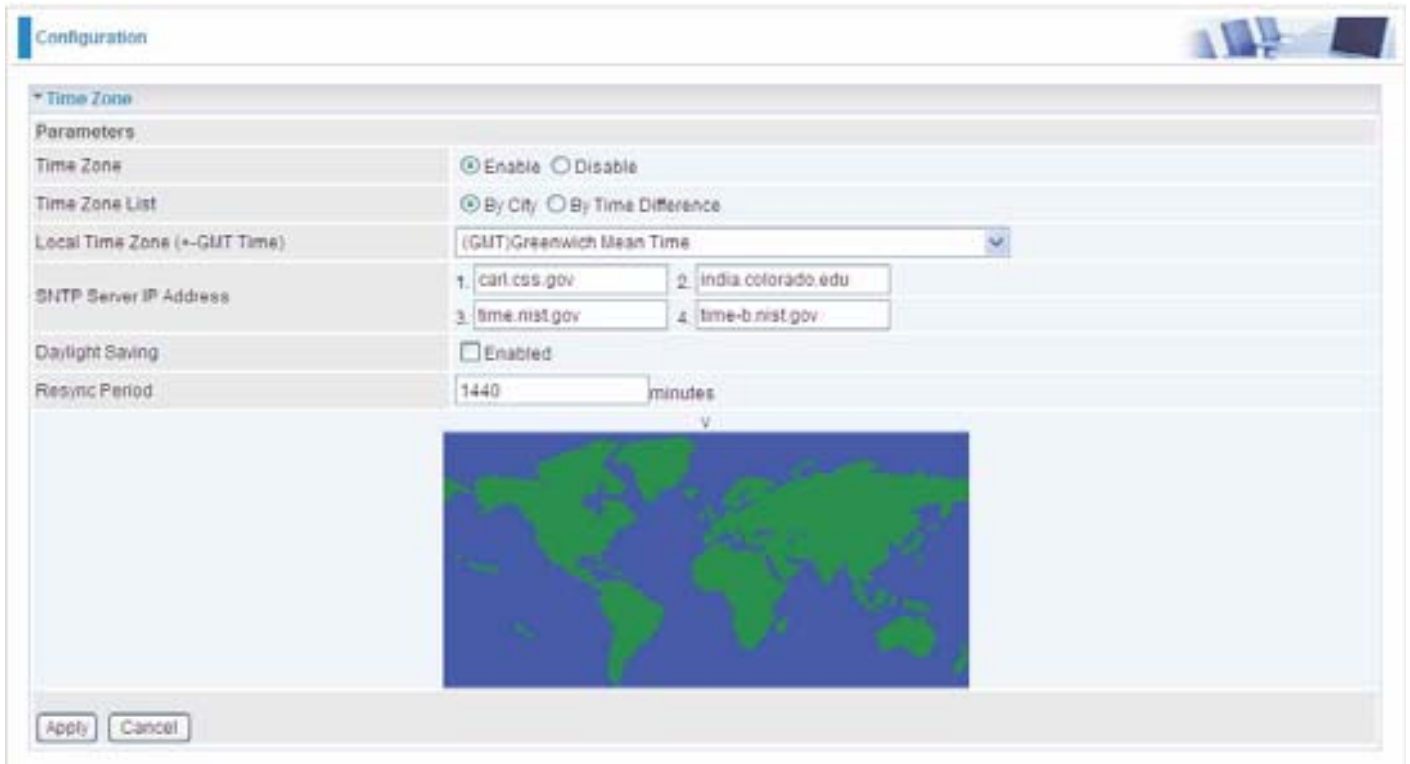 Configuration
Time Zone
Parameters
Time Zone Enable Disable
Time Zone List By City By Time Difference
Local Time Zone (+-GMT Time) (GMT)Greenwich Mean Time
SNTP Server IP Address
1. carl.css.gov 2. india.colorado.edu
3. time.nist.gov 4. time-b.nist.gov
Daylight Saving Enabled
Resync Period 1440 minutes
v
Apply Cancel